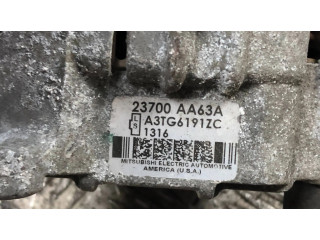 23700 AA63A
L S A3TG6191ZC
1316
MITSUBISHI ELECTRIC AUTOMOTIVE
AMERICA (U.S.A.)